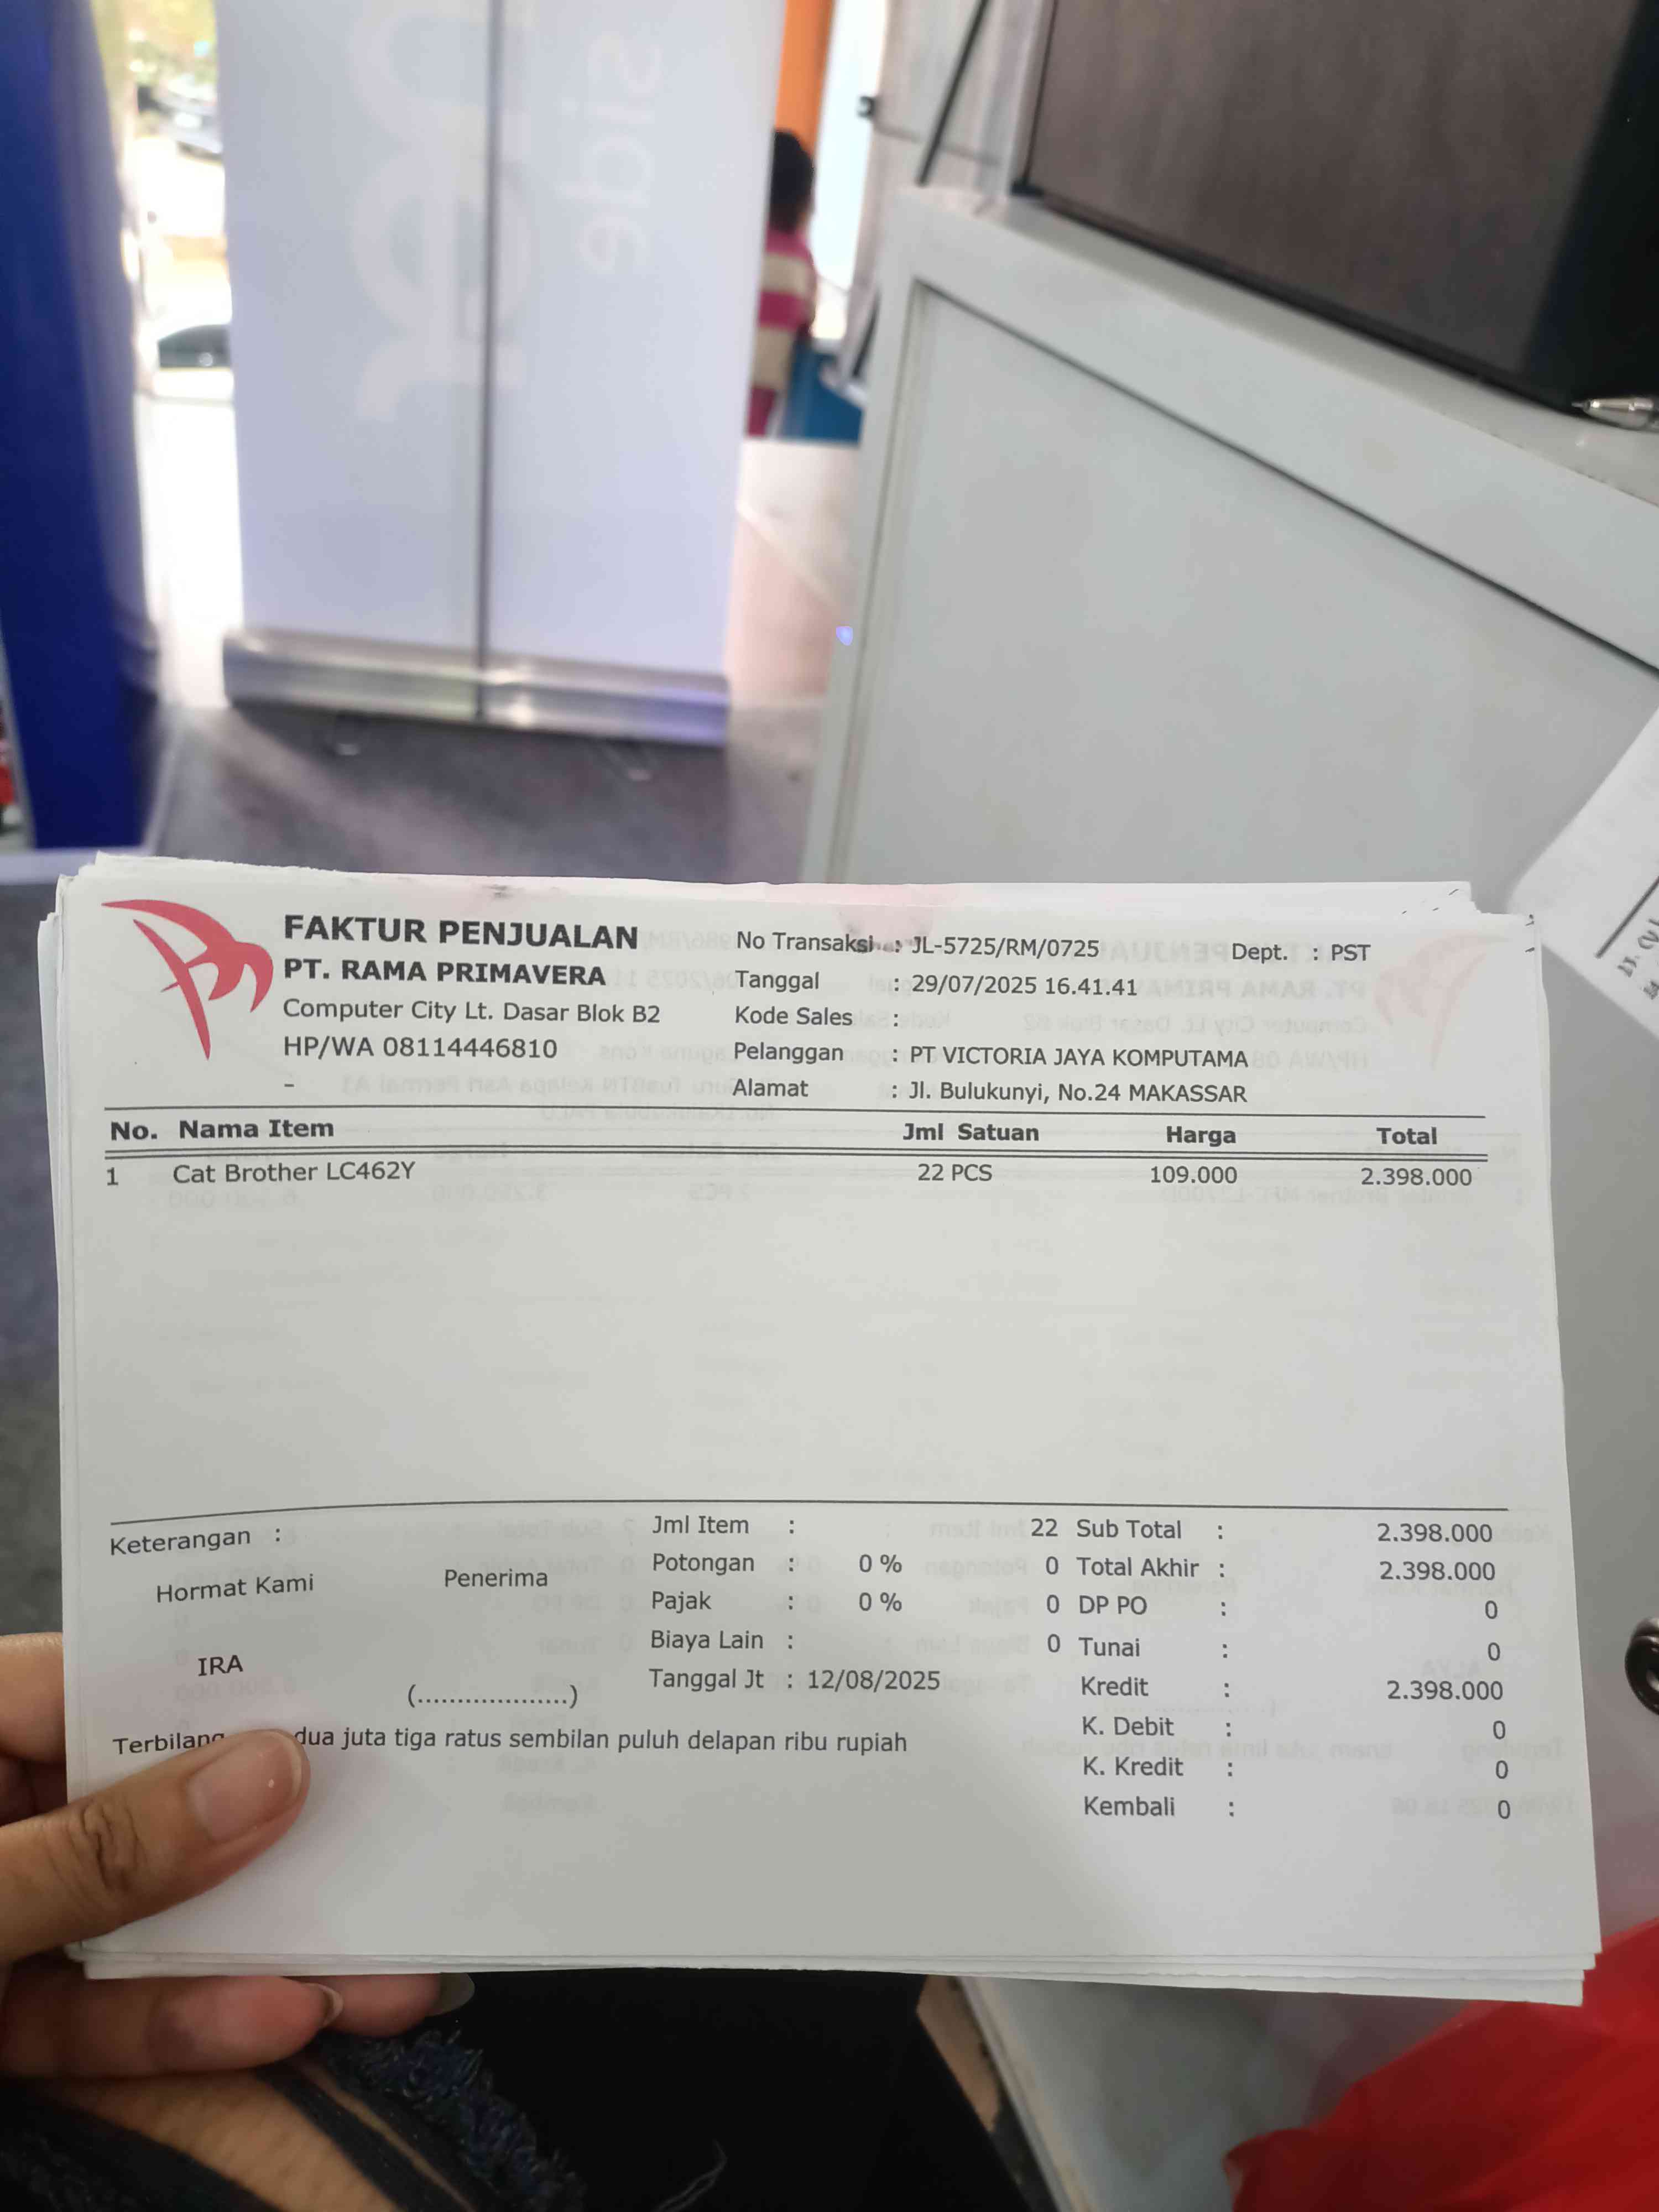 FAKTUR PENJUALAN
PT. RAMA PRIMAVERA
Computer City Lt. Dasar Blok B2
HP/WA 08114446810
-
No Transaksi : JL-5725/RM/0725 Dept. : PST
Tanggal : 29/07/2025 16.41.41
Kode Sales :
Pelanggan : PT VICTORIA JAYA KOMPUTAMA
Alamat : Jl. Bulukunyi, No.24 MAKASSAR
No. Nama Item Jml Satuan Harga Total
1 Cat Brother LC462Y 22 PCS 109.000 2.398.000
Keterangan :
Hormat Kami Penerima
IRA
(...................)
Jml Item : 22
Potongan : 0 % 0
Pajak : 0 % 0
Biaya Lain : 0
Tanggal Jt : 12/08/2025
Sub Total : 2.398.000
Total Akhir : 2.398.000
DP PO : 0
Tunai : 0
Kredit : 2.398.000
K. Debit : 0
K. Kredit : 0
Kembali : 0
Terbilang dua juta tiga ratus sembilan puluh delapan ribu rupiah